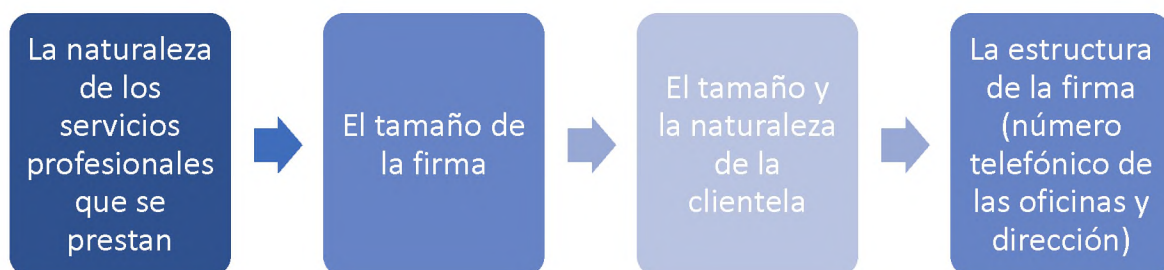 La naturaleza
de los
servicios
profesionales
que se
prestan
El tamaño de
la firma
El tamaño y
la naturaleza
de la
clientela
La estructura
de la firma
(número
telefónico de
las oficinas y
dirección)